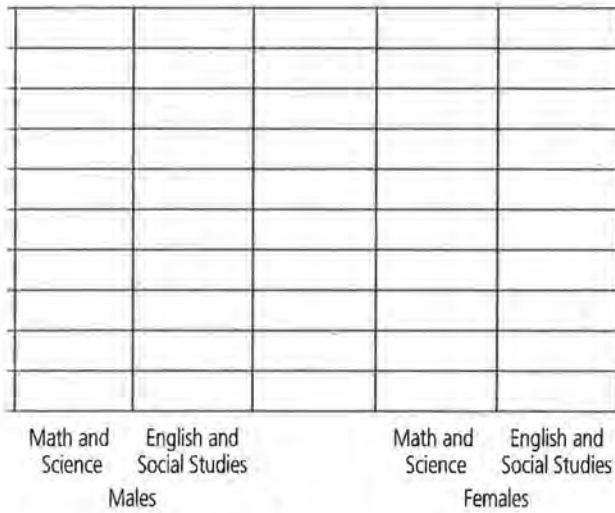 Math and English and Math and English and
Science Social Studies Science Social Studies
Males Females